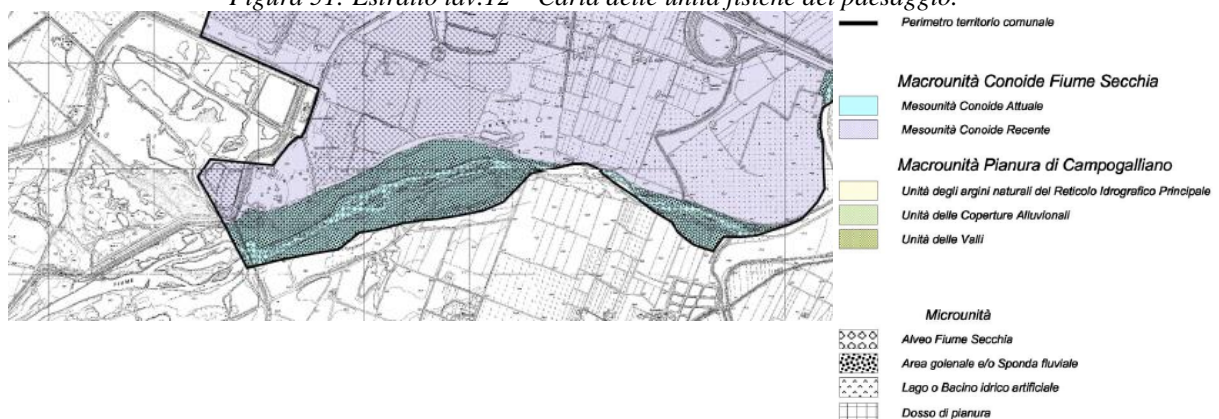 Figura 31: Estratto tav.12 – Carta delle unità fisiche del paesaggio.
Perimetro territorio comunale
Macrounità Conoide Fiume Secchia
Mesounità Conoide Attuale
Mesounità Conoide Recente
Macrounità Pianura di Campogalliano
Unità degli argini naturali del Reticolo Idrografico Principale
Unità delle Coperture Alluvionali
Unità delle Valli
FIUME
Microunità
Alveo Fiume Secchia
Area golenale e/o Sponda fluviale
Lago o Bacino idrico artificiale
Dosso di pianura